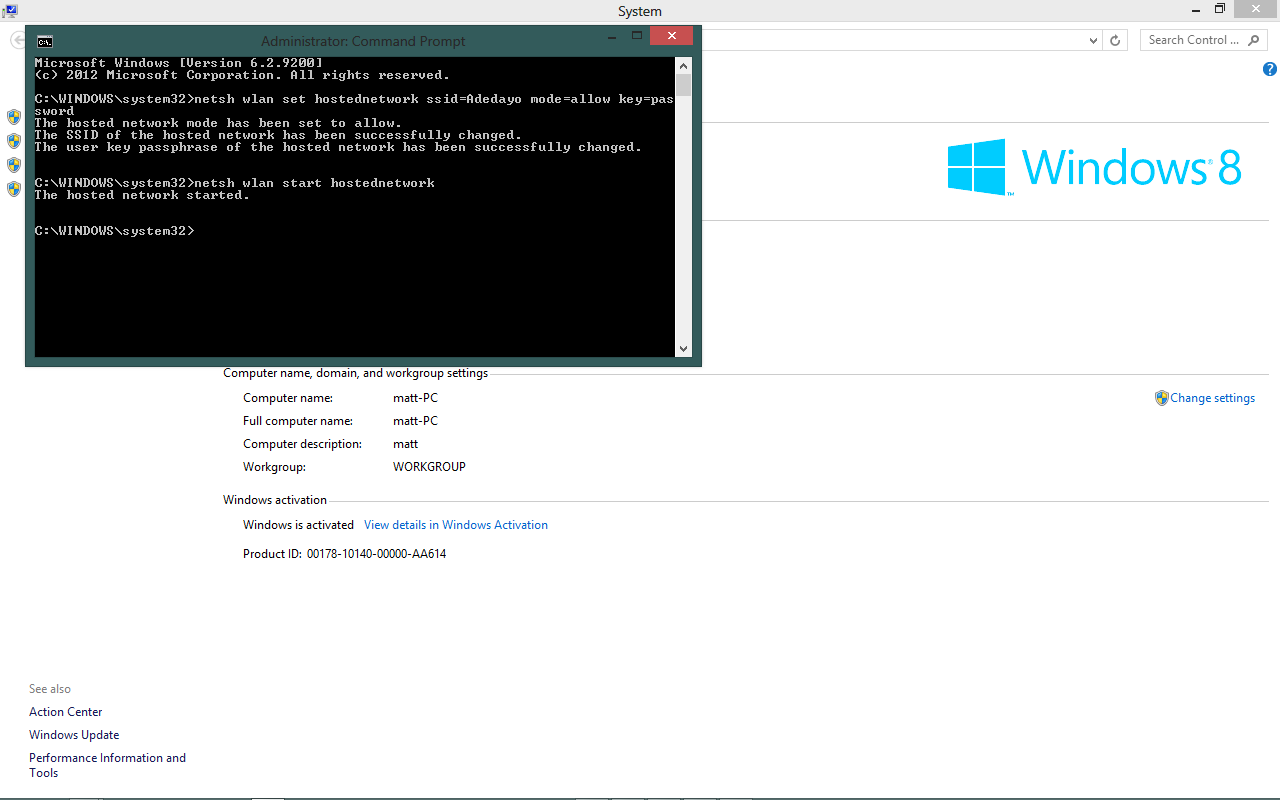 System
Administrator: Command Prompt
Search Control ...
Microsoft Windows [Version 6.2.9200]
(c) 2012 Microsoft Corporation. All rights reserved.
C:\WINDOWS\system32>netsh wlan set hostednetwork ssid=Adedayo mode=allow key=pas
sword
The hosted network mode has been set to allow.
The SSID of the hosted network has been successfully changed.
The user key passphrase of the hosted network has been successfully changed.
C:\WINDOWS\system32>netsh wlan start hostednetwork
The hosted network started.
C:\WINDOWS\system32>
Windows® 8
Computer name, domain, and workgroup settings
Computer name: matt-PC
Change settings
Full computer name: matt-PC
Computer description: matt
Workgroup: WORKGROUP
Windows activation
Windows is activated View details in Windows Activation
Product ID: 00178-10140-00000-AA614
See also
Action Center
Windows Update
Performance Information and
Tools